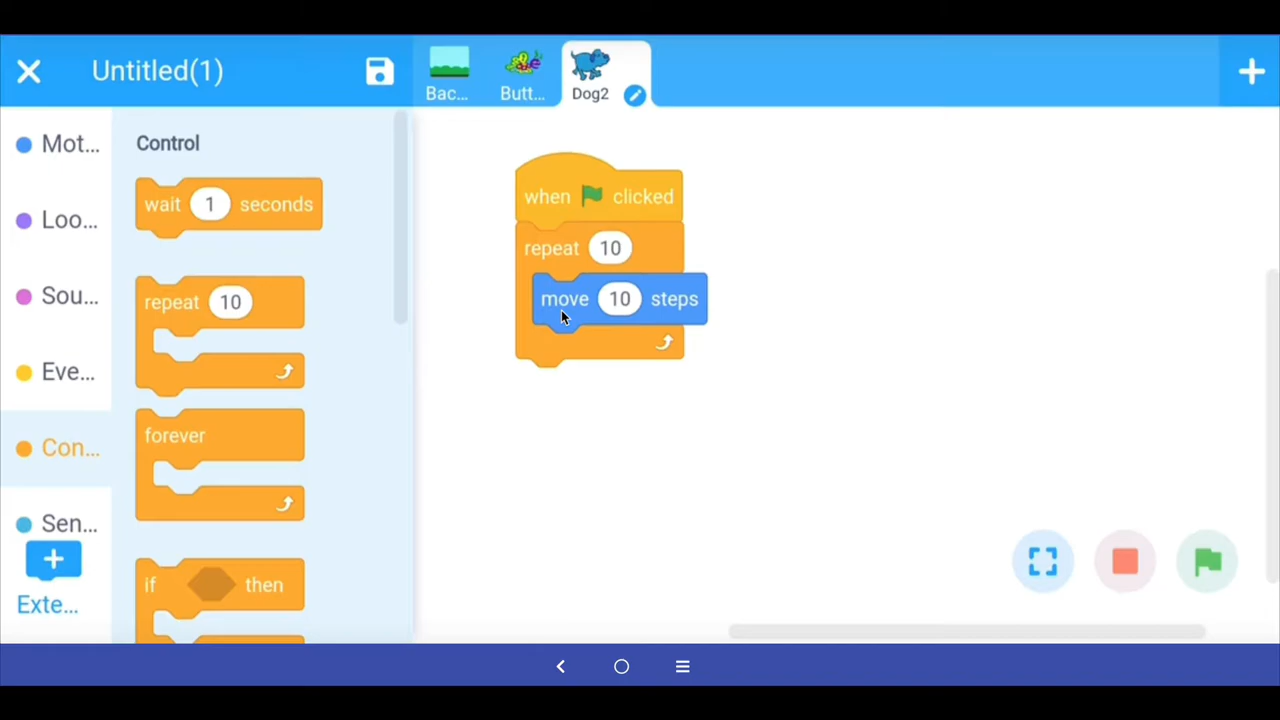 Untitled(1)
Bac...
Butt...
Dog2
Mot...
Loo...
Sou...
Eve...
Con...
Sen...
Exte...
Control
wait 1 seconds
repeat 10
forever
if then
when clicked
repeat 10
move 10 steps